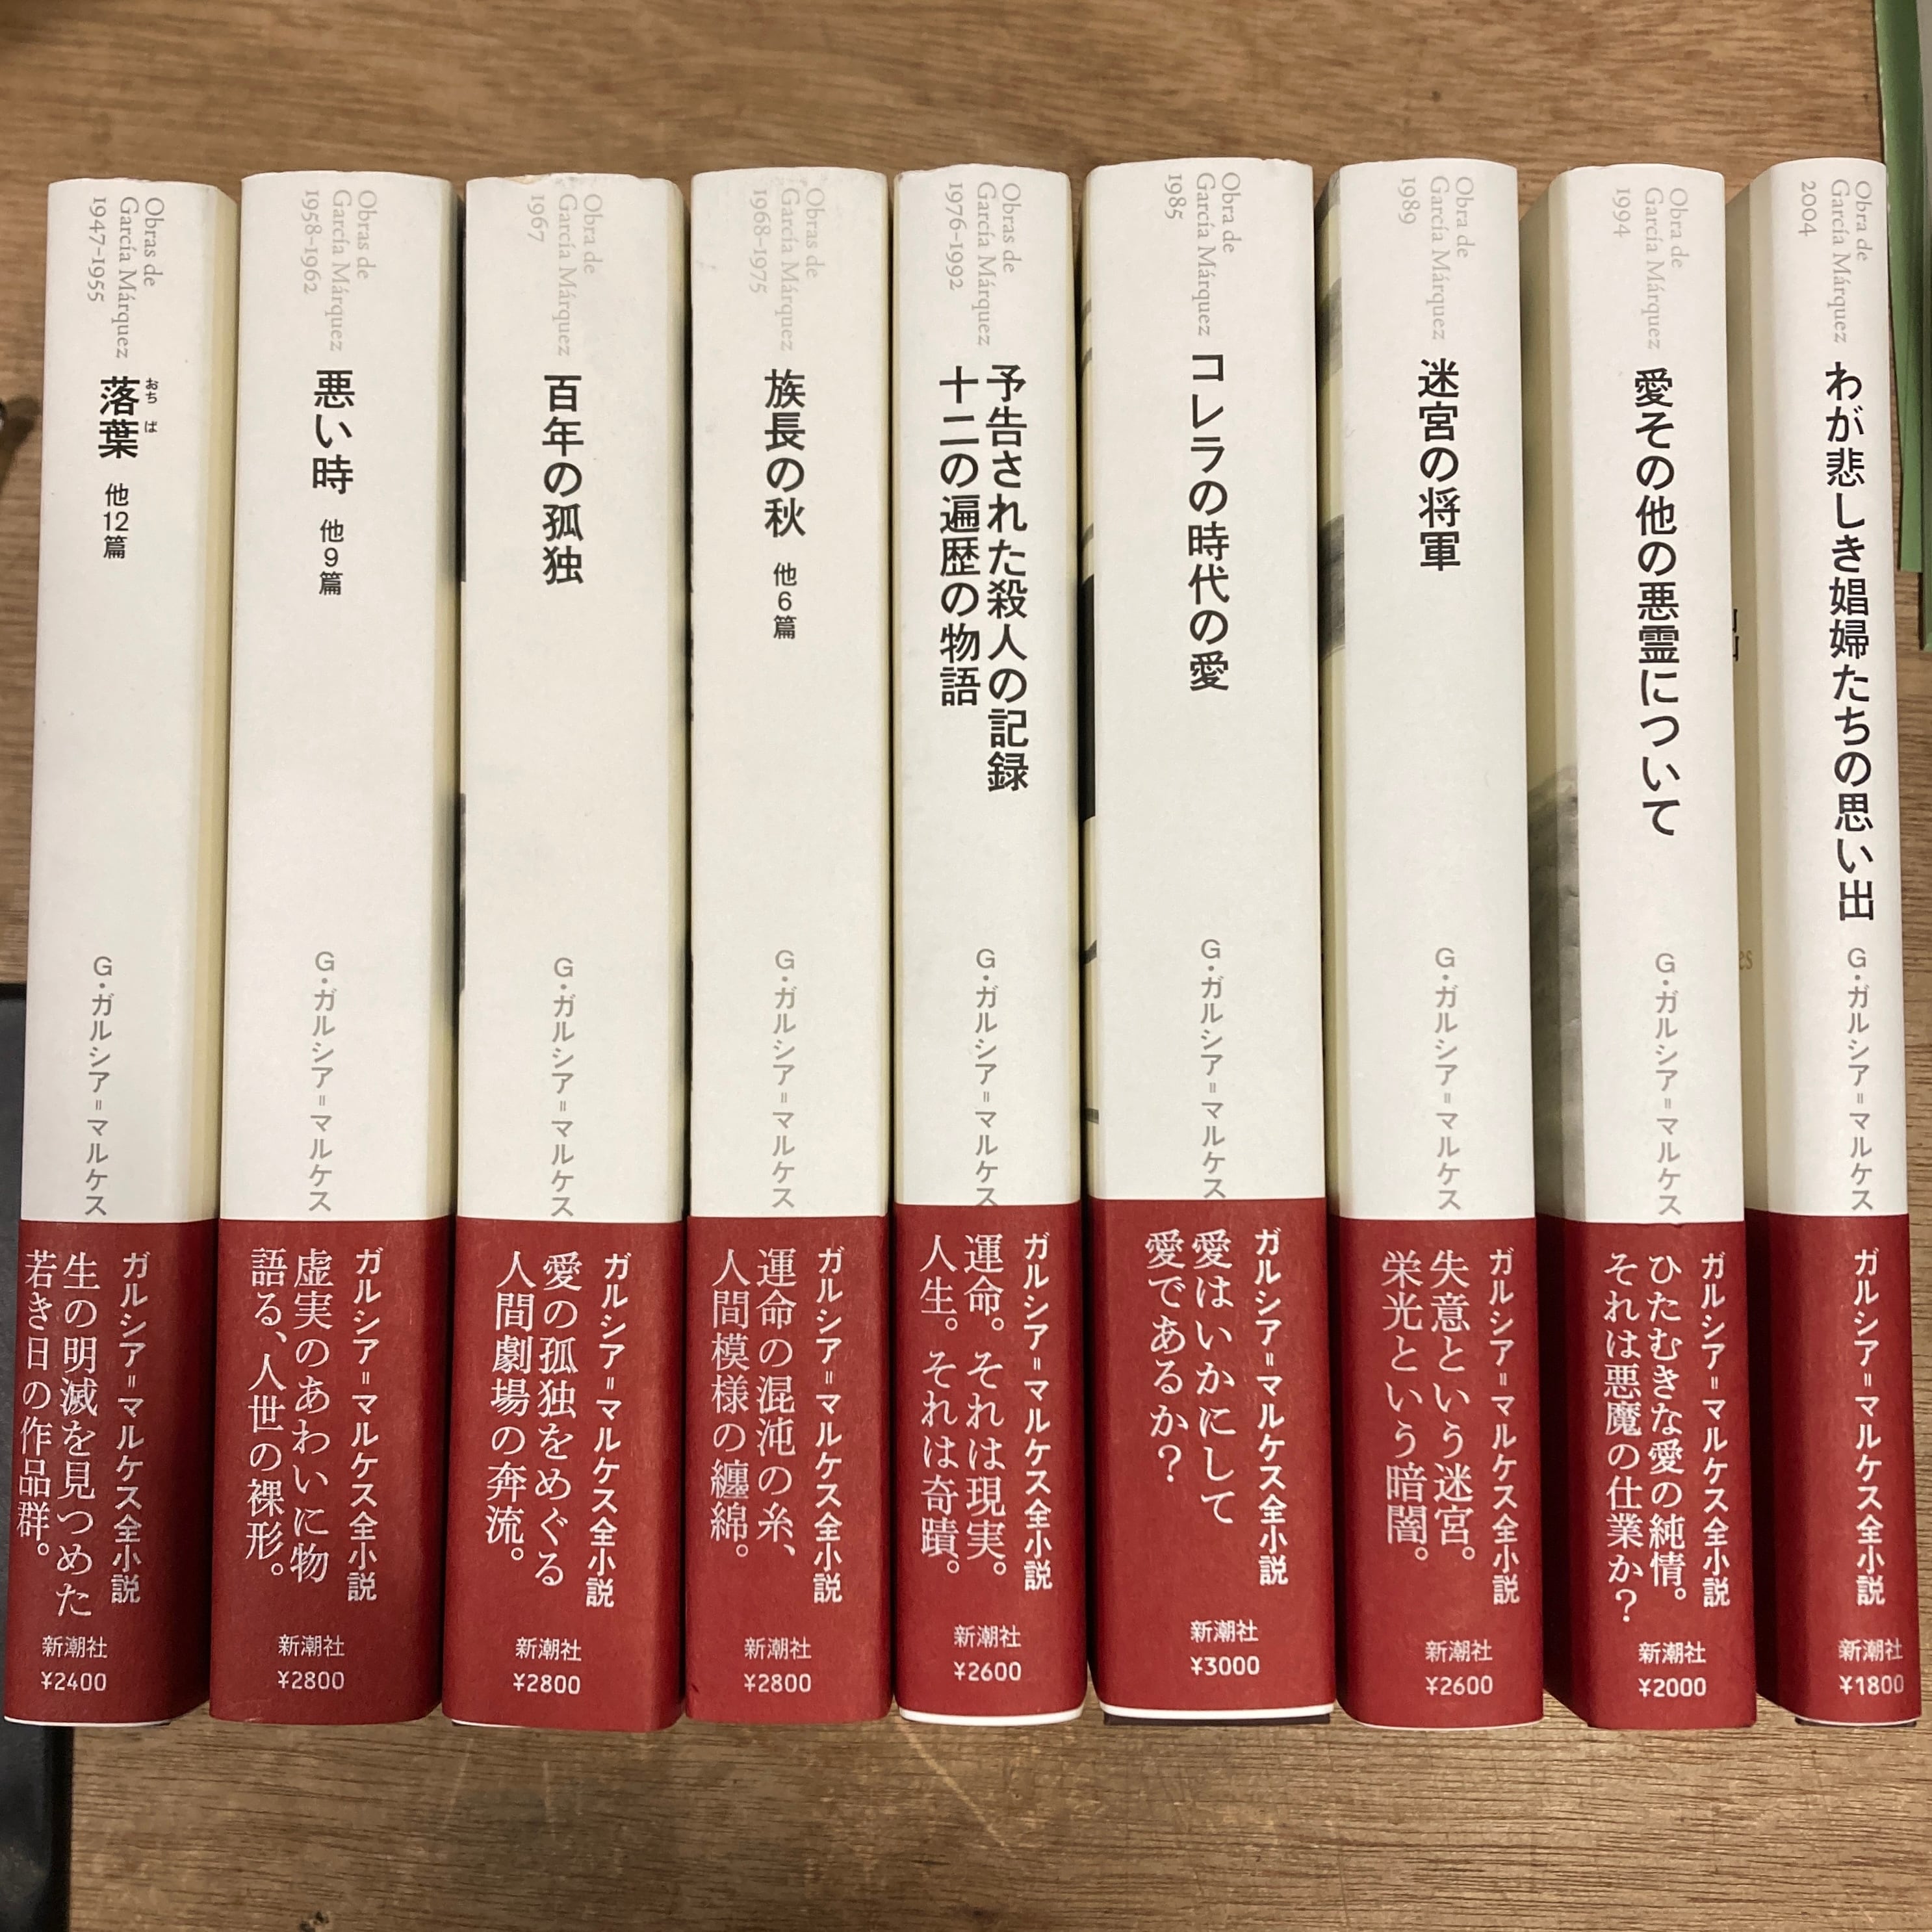 Obras de
García Márquez
1947-1955
落葉
おち ば
他12篇
G・ガルシア=マルケス
ガルシア=マルケス全小説
生の明滅を見つめた
若き日の作品群。
新潮社
¥2400
Obras de
García Márquez
1958-1962
悪い時
他9篇
G・ガルシア=マルケス
ガルシア=マルケス全小説
虚実のあわいに物
語る、人世の裸形。
新潮社
¥2800
Obra de
García Márquez
1967
百年の孤独
G・ガルシア=マルケス
ガルシア=マルケス全小説
愛の孤独をめぐる
人間劇場の奔流。
新潮社
¥2800
Obras de
García Márquez
1968-1975
族長の秋
他6篇
G・ガルシア=マルケス
ガルシア=マルケス全小説
運命の混沌の糸、
人間模様の纏綿。
新潮社
¥2800
Obras de
García Márquez
1976-1992
予告された殺人の記録
十二の遍歴の物語
G・ガルシア=マルケス
ガルシア=マルケス全小説
運命。それは現実。
人生。それは奇蹟。
新潮社
¥2600
Obra de
García Márquez
1985
コレラの時代の愛
G・ガルシア=マルケス
ガルシア=マルケス全小説
愛はいかにして
愛であるか?
新潮社
¥3000
Obra de
García Márquez
1989
迷宮の将軍
G・ガルシア=マルケス
ガルシア=マルケス全小説
失意という迷宮。
栄光という暗闇。
新潮社
¥2600
Obra de
García Márquez
1994
愛その他の悪霊について
G・ガルシア=マルケス
ガルシア=マルケス全小説
ひたむきな愛の純情。
それは悪魔の仕業か?
新潮社
¥2000
Obra de
García Márquez
2004
わが悲しき娼婦たちの思い出
G・ガルシア=マルケス
ガルシア=マルケス全小説
新潮社
¥1800